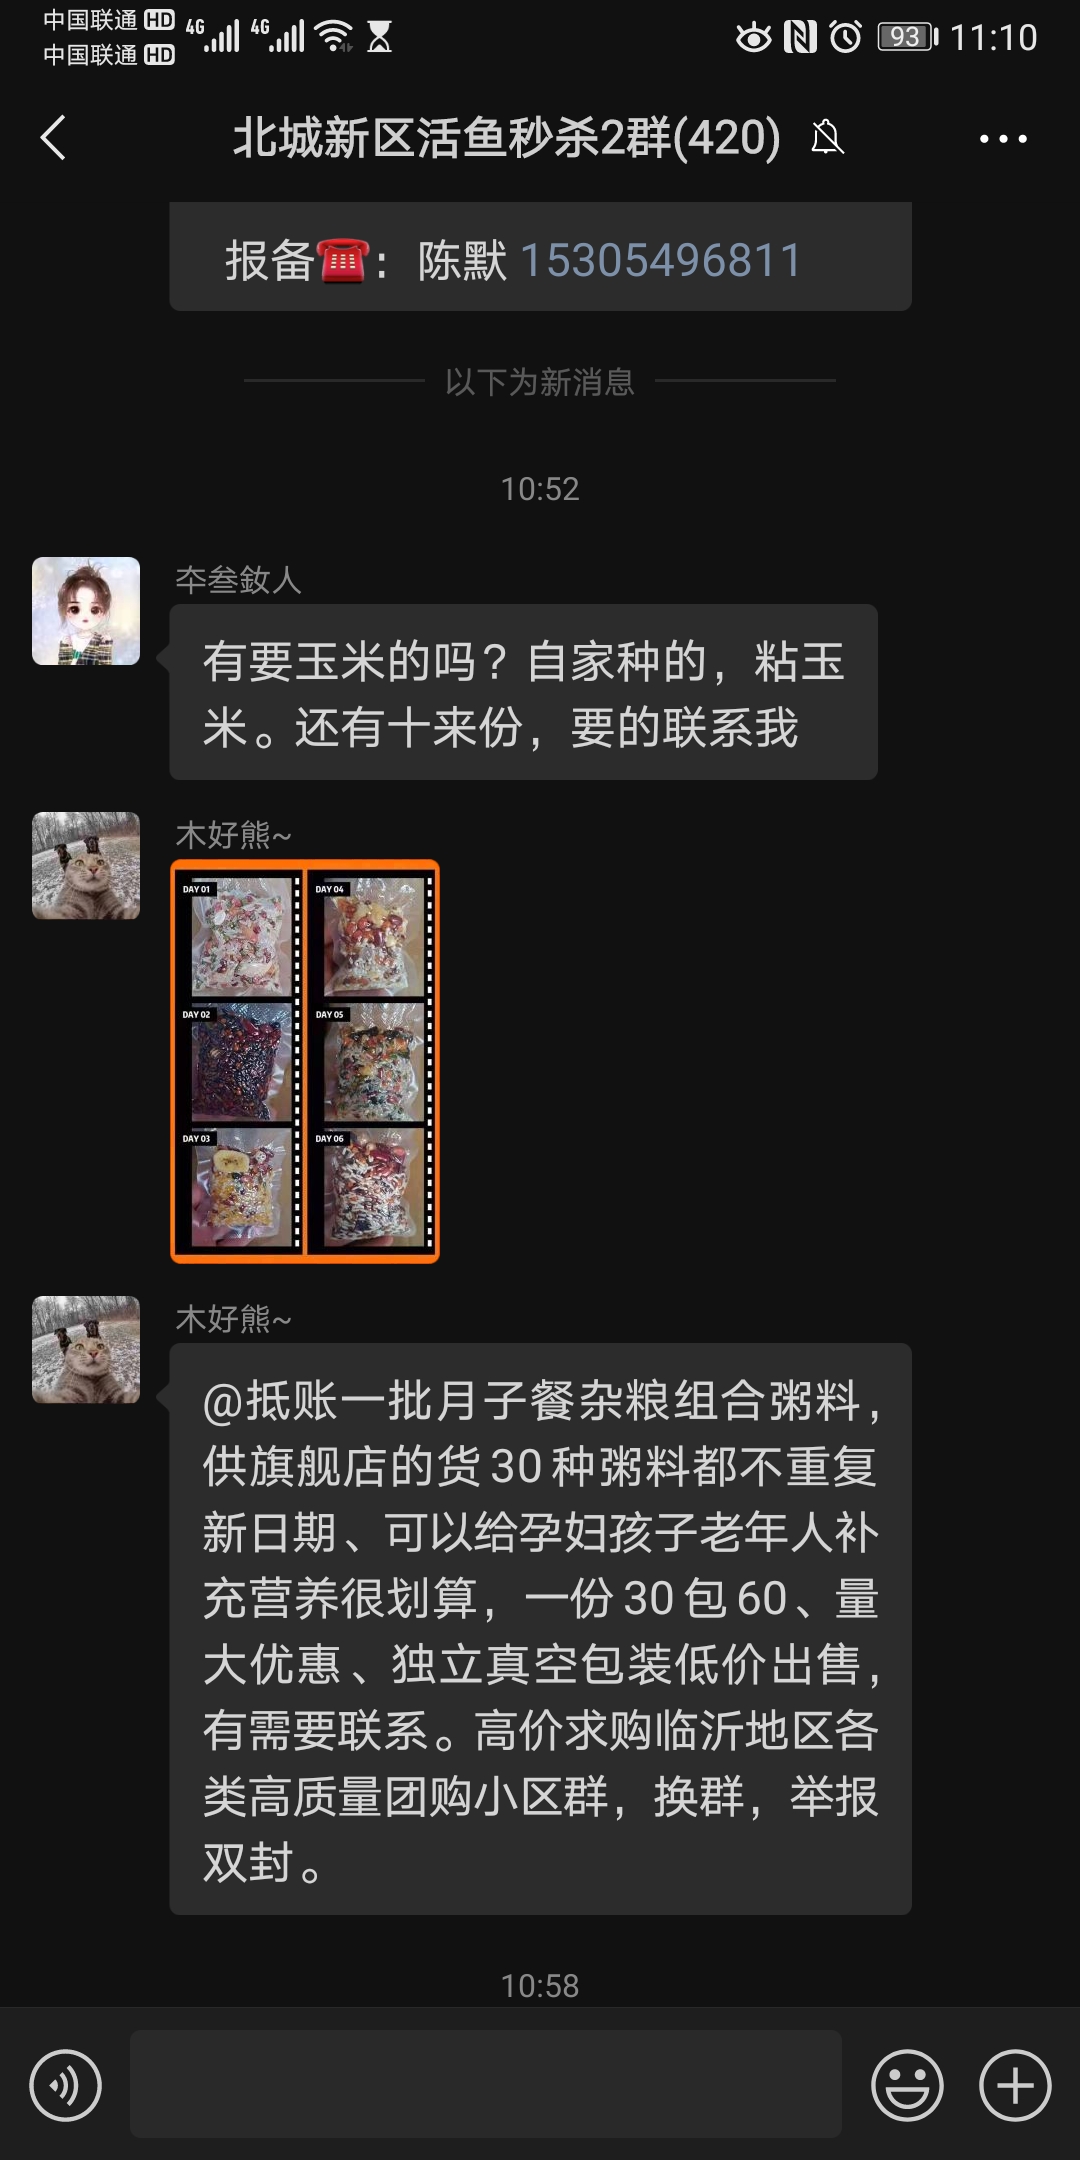 中国联通 HD 4G 4G 93 11:10
中国联通 HD
北城新区活鱼秒杀2群(420)
报备☎️：陈默 15305496811
以下为新消息
10:52
夲叁敓人
有要玉米的吗？自家种的，粘玉
米。还有十来份，要的联系我
木好熊~
DAY 01
DAY 04
DAY 02
DAY 05
DAY 03
DAY 06
木好熊~
@抵账一批月子餐杂粮组合粥料，
供旗舰店的货30种粥料都不重复
新日期、可以给孕妇孩子老年人补
充营养很划算，一份30包60、量
大优惠、独立真空包装低价出售，
有需要联系。高价求购临沂地区各
类高质量团购小区群，换群，举报
双封。
10:58